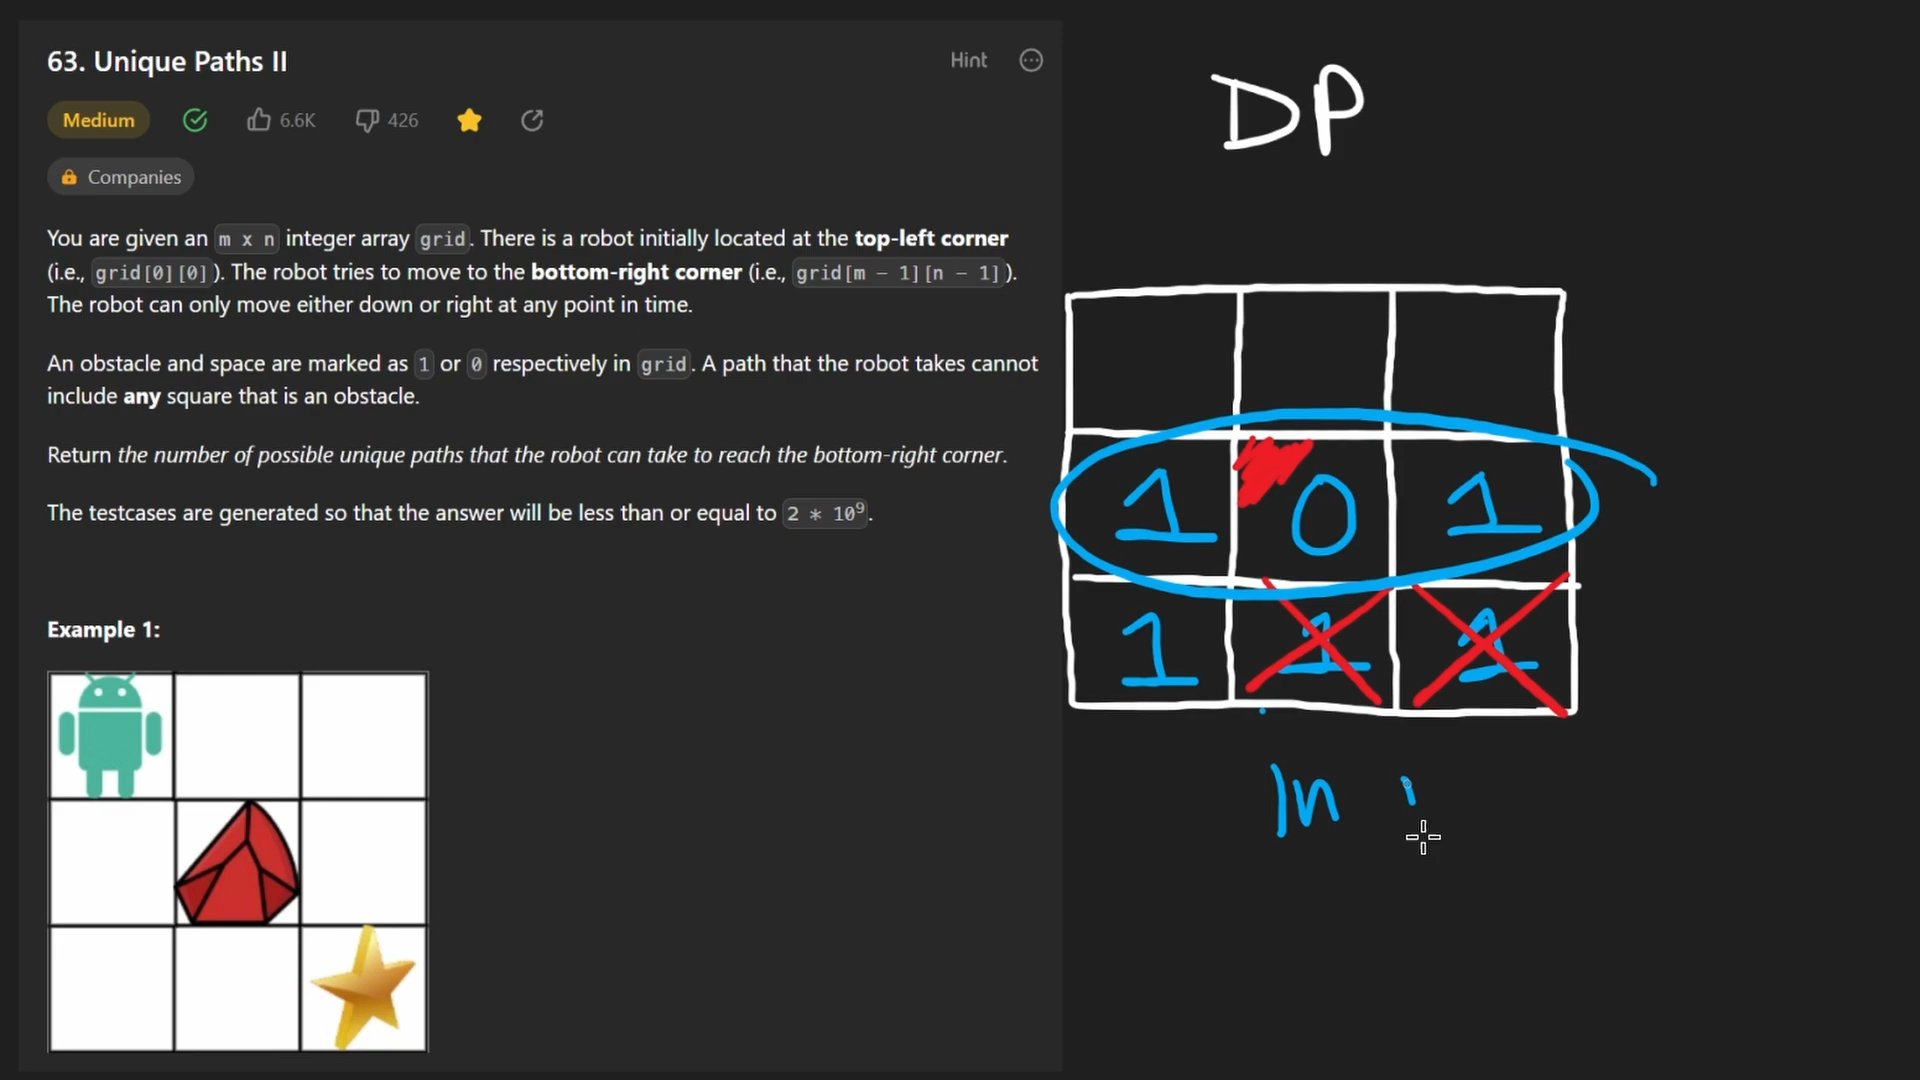 63. Unique Paths II
Hint
Medium 6.6K 426
Companies
You are given an m x n integer array grid. There is a robot initially located at the top-left corner
(i.e., grid[0][0]). The robot tries to move to the bottom-right corner (i.e., grid[m - 1][n - 1]).
The robot can only move either down or right at any point in time.
An obstacle and space are marked as 1 or 0 respectively in grid. A path that the robot takes cannot
include any square that is an obstacle.
Return the number of possible unique paths that the robot can take to reach the bottom-right corner.
The testcases are generated so that the answer will be less than or equal to 2 * 10⁹.
Example 1:
DP
1 0 1
1 1 1
In